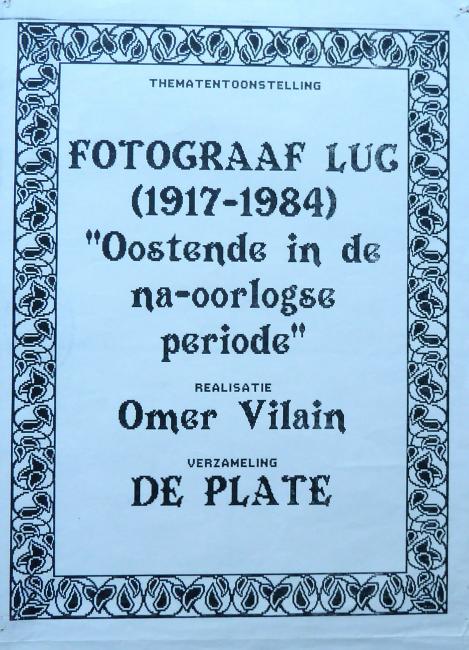 THEMATENTOONSTELLING
FOTOGRAAF LUC
(1917-1984)
"Oostende in de
na-oorlogse
periode"
REALISATIE
Omer Vilain
VERZAMELING
DE PLATE